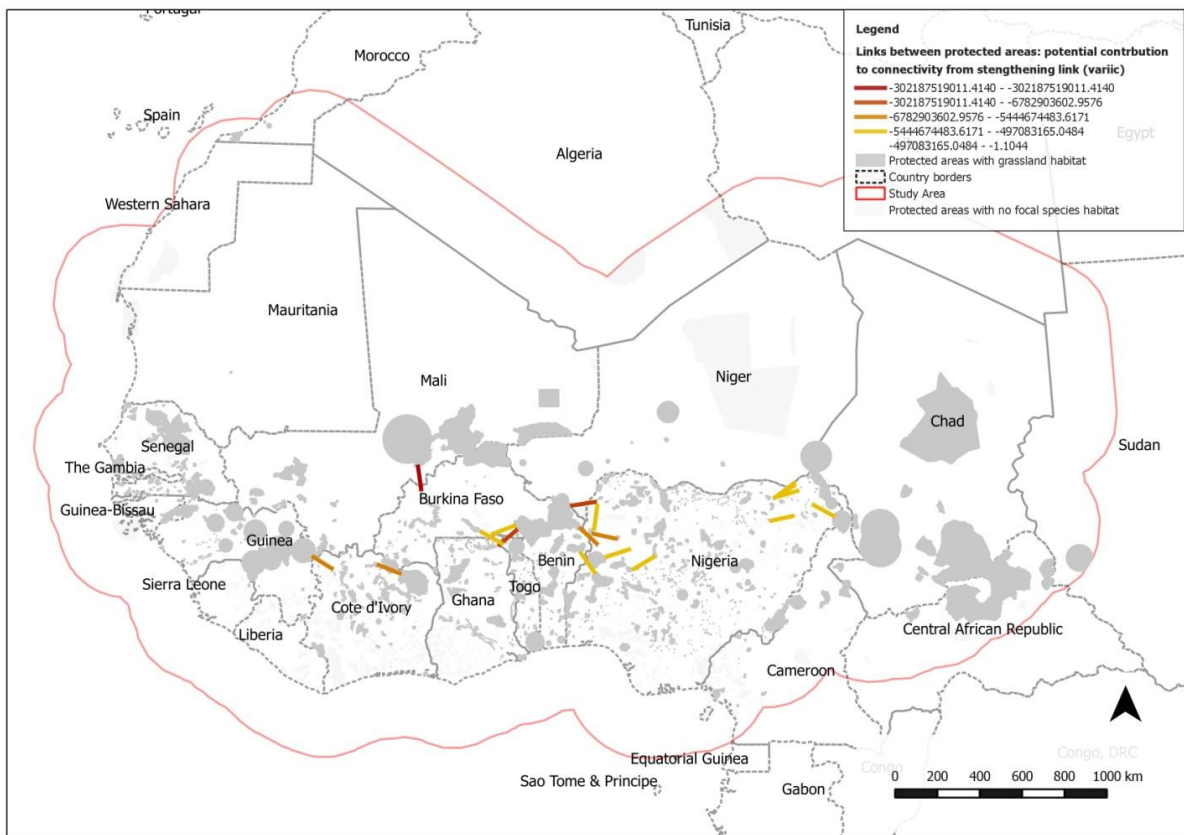 Portugal
Tunisia
Morocco
Spain
Algeria
Egypt
Western Sahara
Mauritania
Mali
Niger
Chad
Sudan
Senegal
The Gambia
Guinea-Bissau
Burkina Faso
Guinea
Benin
Nigeria
Sierra Leone
Togo
Cote d'Ivory
Ghana
Liberia
Central African Republic
Cameroon
Equatorial Guinea
Sao Tome & Principe
Congo
Congo, DRC
Gabon
Legend
Links between protected areas: potential contrbution
to connectivity from stengthening link (variic)
-302187519011.4140 - -302187519011.4140
-302187519011.4140 - -6782903602.9576
-6782903602.9576 - -5444674483.6171
-5444674483.6171 - -497083165.0484
-497083165.0484 - -1.1044
Protected areas with grassland habitat
Country borders
Study Area
Protected areas with no focal species habitat
0 200 400 600 800 1000 km